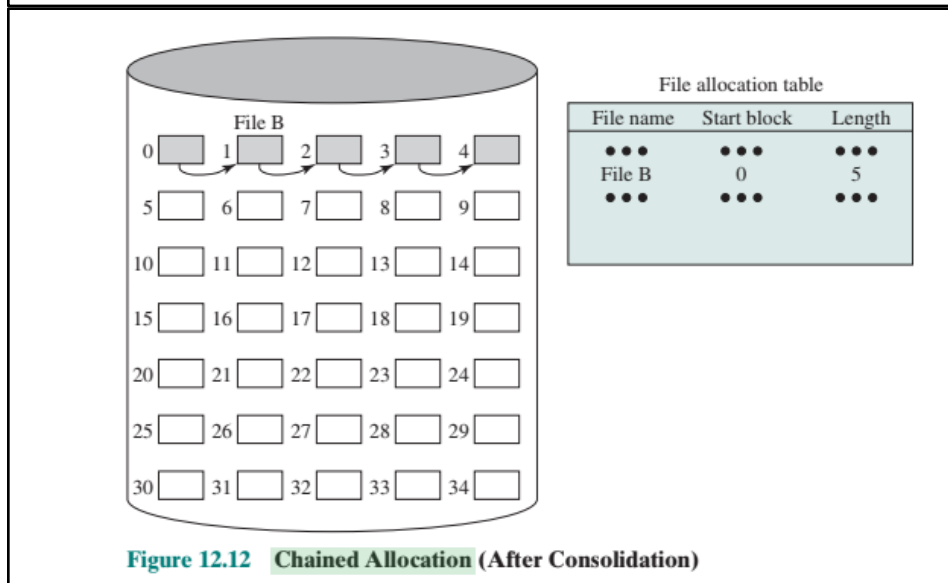 File B
0 1 2 3 4
5 6 7 8 9
10 11 12 13 14
15 16 17 18 19
20 21 22 23 24
25 26 27 28 29
30 31 32 33 34
File allocation table
File name Start block Length
••• ••• •••
File B 0 5
••• ••• •••
Figure 12.12 Chained Allocation (After Consolidation)